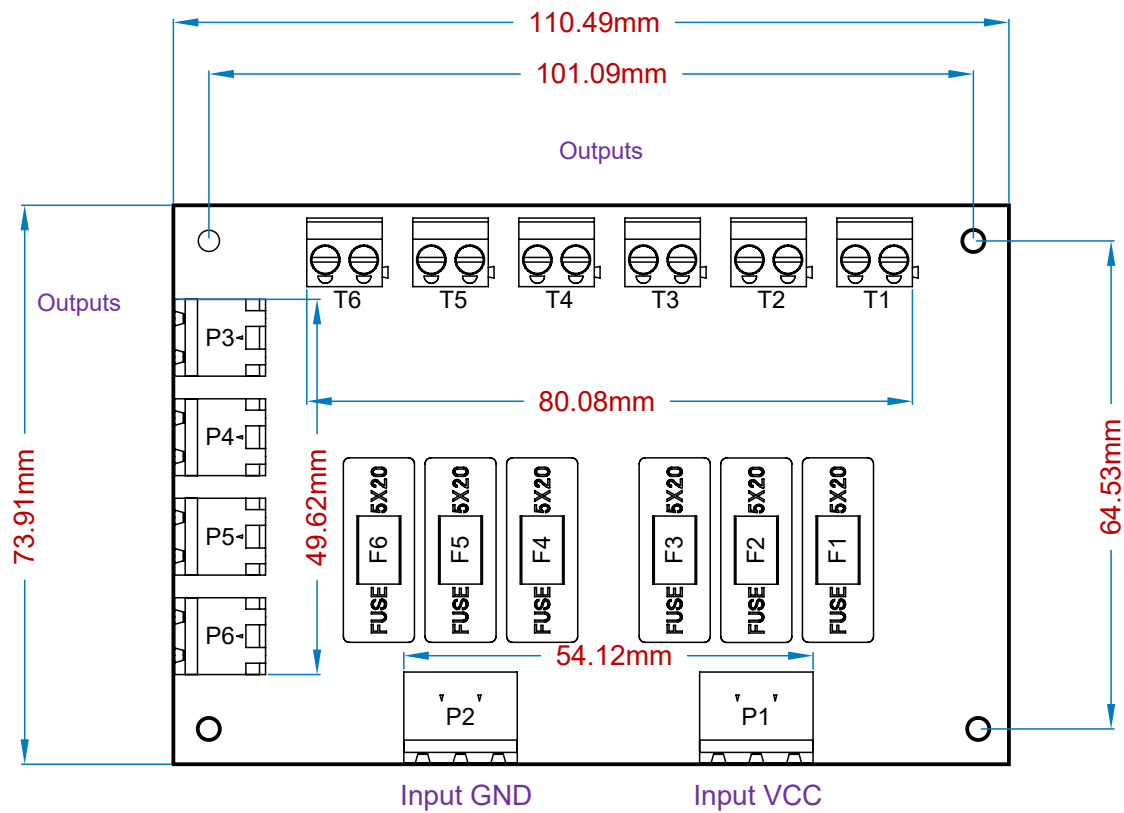 110.49mm
101.09mm
Outputs
Outputs
T6 T5 T4 T3 T2 T1
P3
P4
P5
P6
80.08mm
73.91mm
49.62mm
64.53mm
FUSE F6 5X20
FUSE F5 5X20
FUSE F4 5X20
FUSE F3 5X20
FUSE F2 5X20
FUSE F1 5X20
54.12mm
P2 P1
Input GND Input VCC